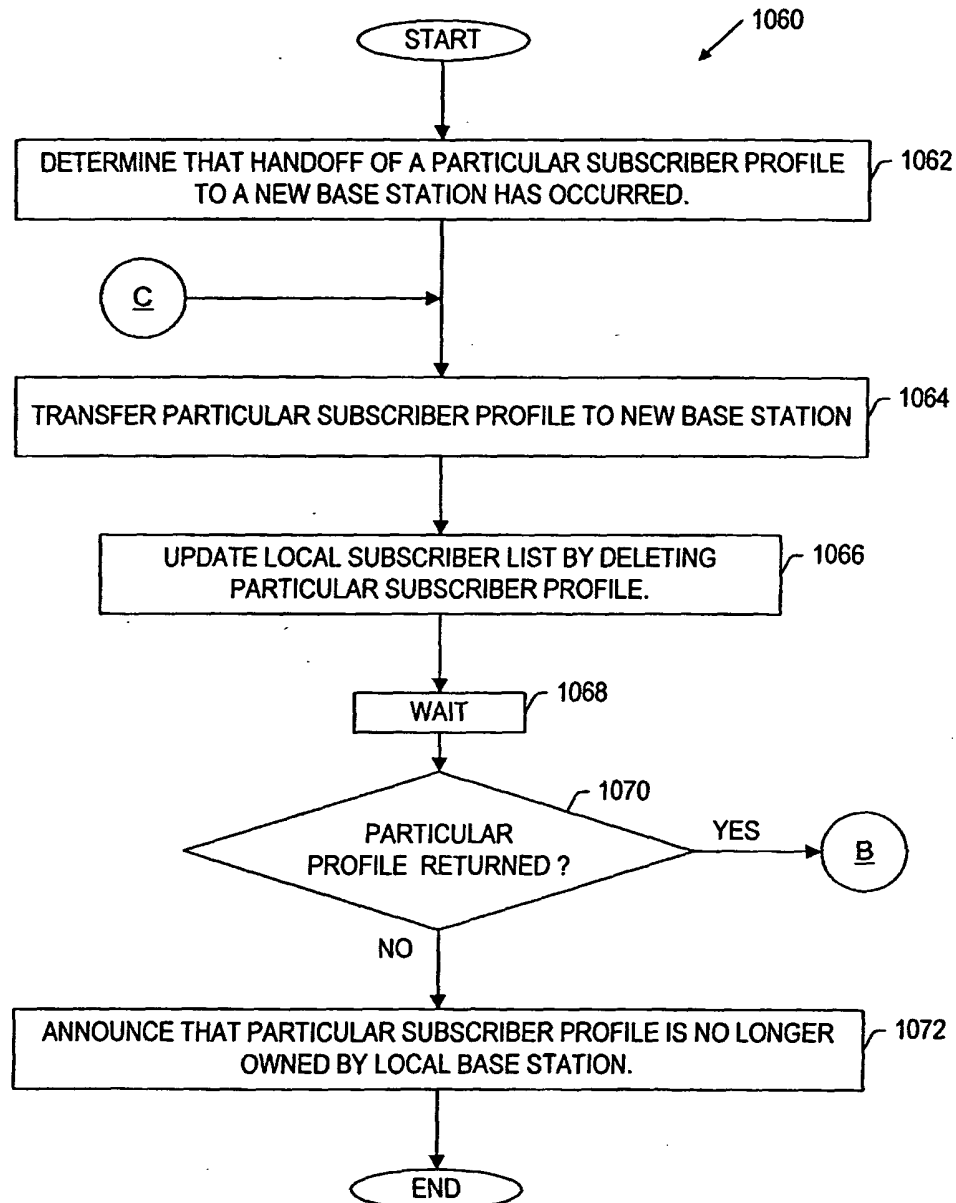 START
1060
DETERMINE THAT HANDOFF OF A PARTICULAR SUBSCRIBER PROFILE
TO A NEW BASE STATION HAS OCCURRED.
1062
C
TRANSFER PARTICULAR SUBSCRIBER PROFILE TO NEW BASE STATION
1064
UPDATE LOCAL SUBSCRIBER LIST BY DELETING
PARTICULAR SUBSCRIBER PROFILE.
1066
WAIT
1068
1070
PARTICULAR
PROFILE RETURNED ?
YES
B
NO
ANNOUNCE THAT PARTICULAR SUBSCRIBER PROFILE IS NO LONGER
OWNED BY LOCAL BASE STATION.
1072
END